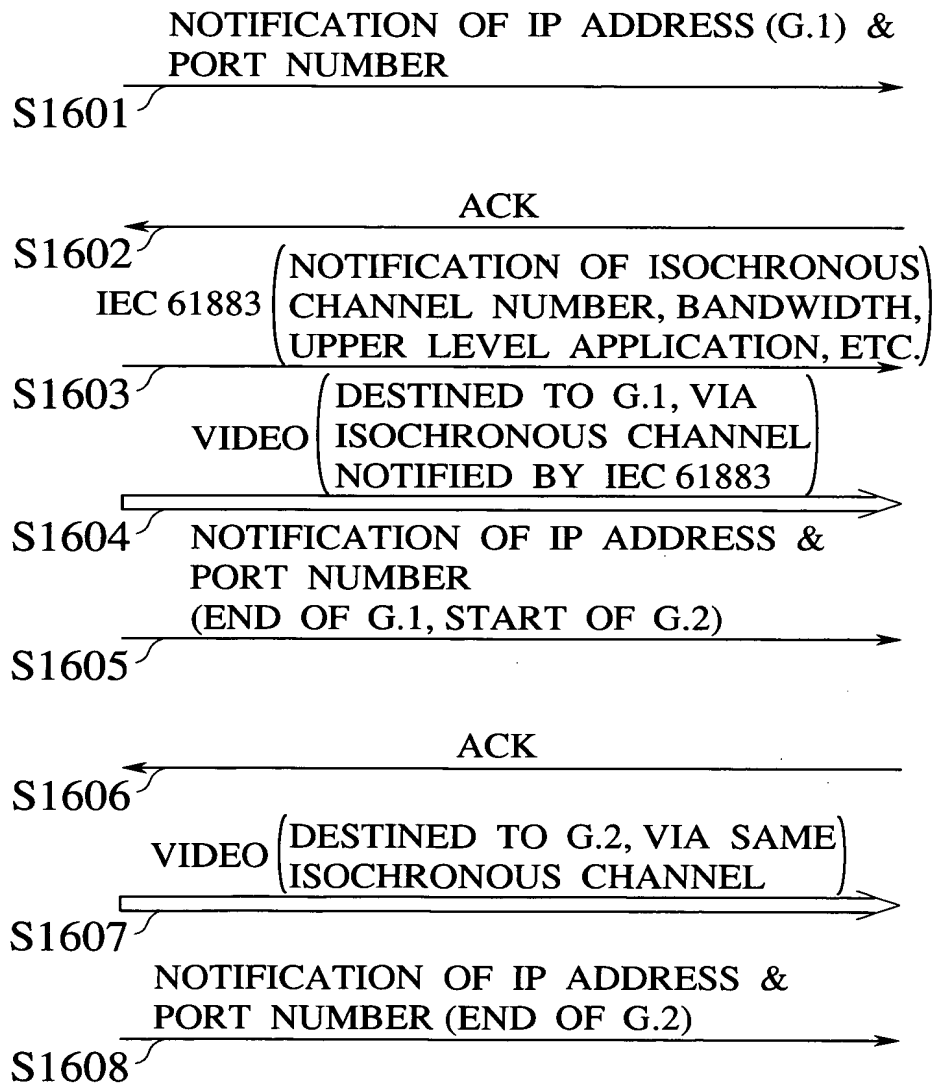 NOTIFICATION OF IP ADDRESS (G.1) &
PORT NUMBER
S1601
ACK
S1602
IEC 61883 (NOTIFICATION OF ISOCHRONOUS
CHANNEL NUMBER, BANDWIDTH,
UPPER LEVEL APPLICATION, ETC.)
S1603
VIDEO (DESTINED TO G.1, VIA
ISOCHRONOUS CHANNEL
NOTIFIED BY IEC 61883)
S1604
NOTIFICATION OF IP ADDRESS &
PORT NUMBER
(END OF G.1, START OF G.2)
S1605
ACK
S1606
VIDEO (DESTINED TO G.2, VIA SAME
ISOCHRONOUS CHANNEL)
S1607
NOTIFICATION OF IP ADDRESS &
PORT NUMBER (END OF G.2)
S1608